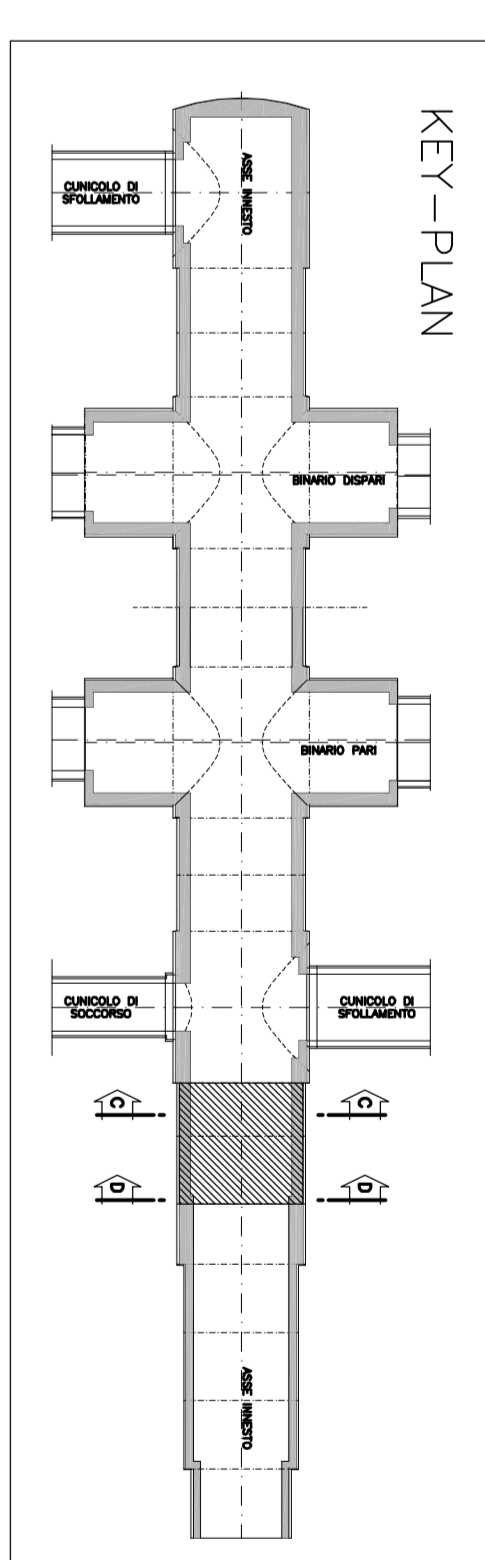 KEY-PLAN
ASSE INNESTO
CUNICOLO DI
SFOLLAMENTO
BINARIO DISPARI
BINARIO PARI
CUNICOLO DI
SOCCORSO
CUNICOLO DI
SFOLLAMENTO
C
C
D
D
ASSE INNESTO